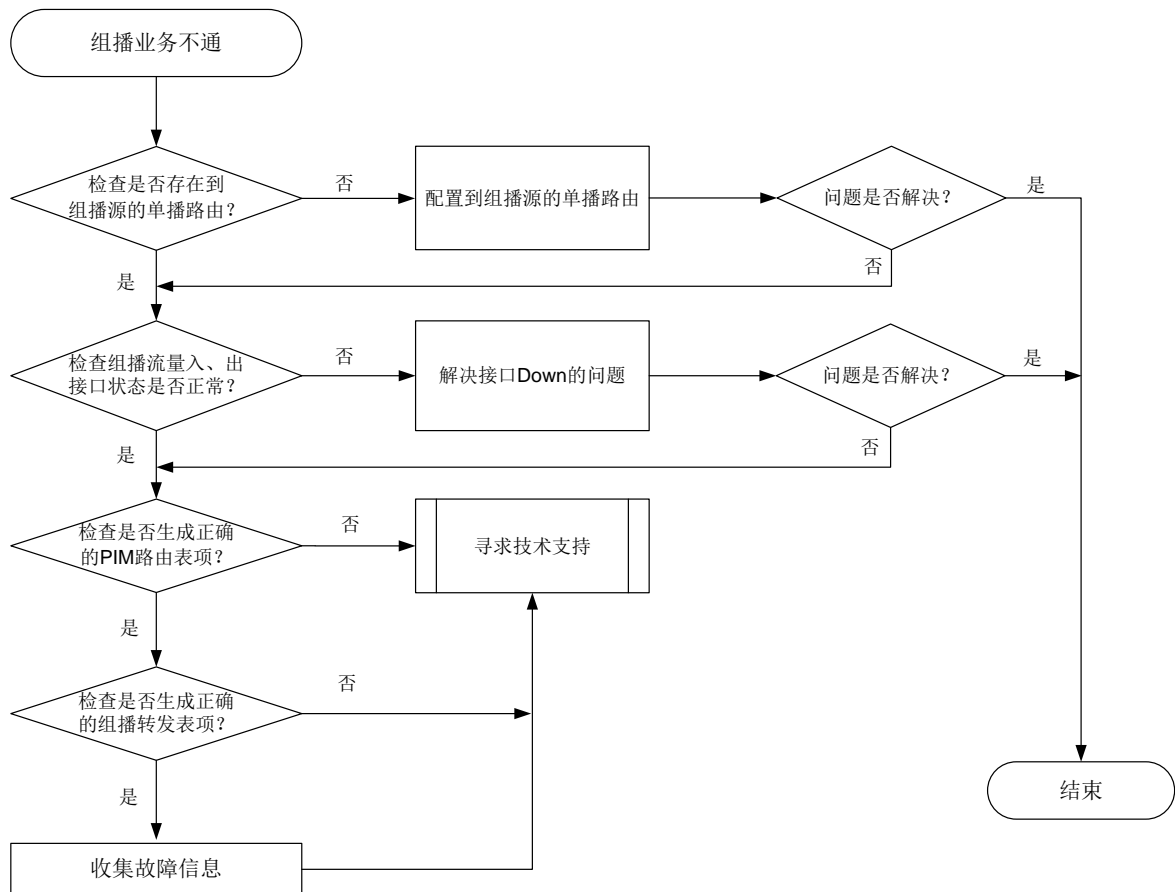 组播业务不通
检查是否存在到
组播源的单播路由？
否
配置到组播源的单播路由
问题是否解决？
是
是
否
检查组播流量入、出
接口状态是否正常？
否
解决接口Down的问题
问题是否解决？
是
是
否
检查是否生成正确
的PIM路由表项？
否
寻求技术支持
是
检查是否生成正确
的组播转发表项？
否
是
结束
收集故障信息